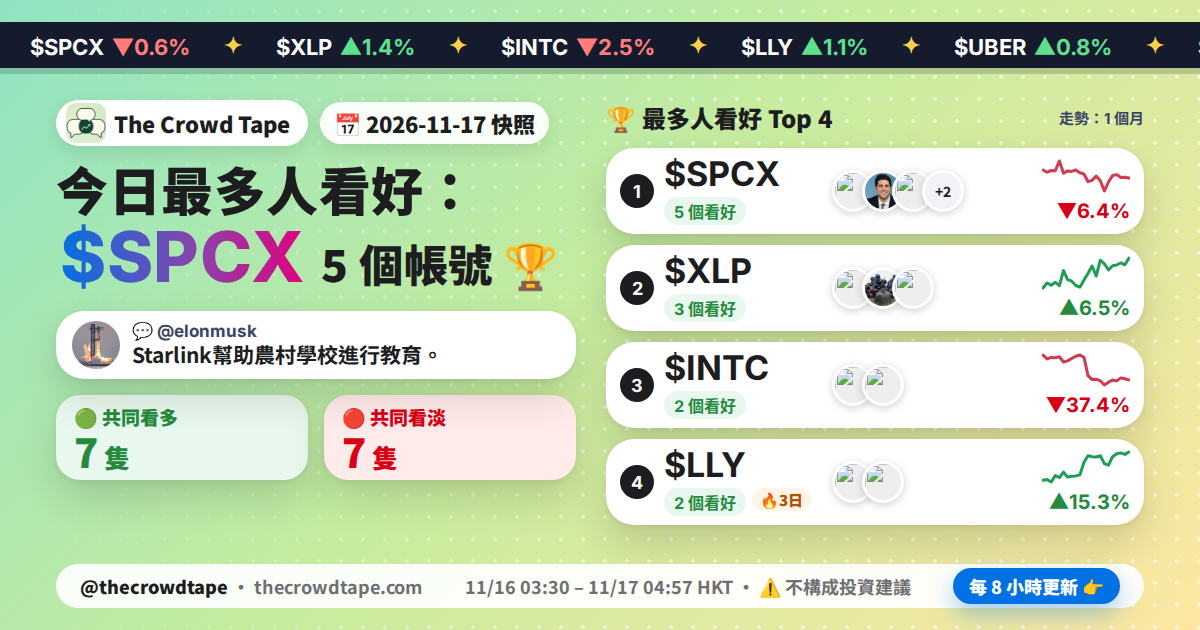 $SPCX ▼0.6% ✦ $XLP ▲1.4% ✦ $INTC ▼2.5% ✦ $LLY ▲1.1% ✦ $UBER ▲0.8% ✦
The Crowd Tape
📅 2026-11-17 快照
今日最多人看好：
$SPCX 5 個帳號 🏆
💬 @elonmusk
Starlink幫助農村學校進行教育。
🟢 共同看多
7 隻
🔴 共同看淡
7 隻
🏆 最多人看好 Top 4
走勢：1 個月
1 $SPCX
5 個看好
+2
▼6.4%
2 $XLP
3 個看好
▲6.5%
3 $INTC
2 個看好
▼37.4%
4 $LLY
2 個看好 🔥3日
▲15.3%
@thecrowdtape · thecrowdtape.com
11/16 03:30 – 11/17 04:57 HKT · ⚠️ 不構成投資建議
每 8 小時更新 👉